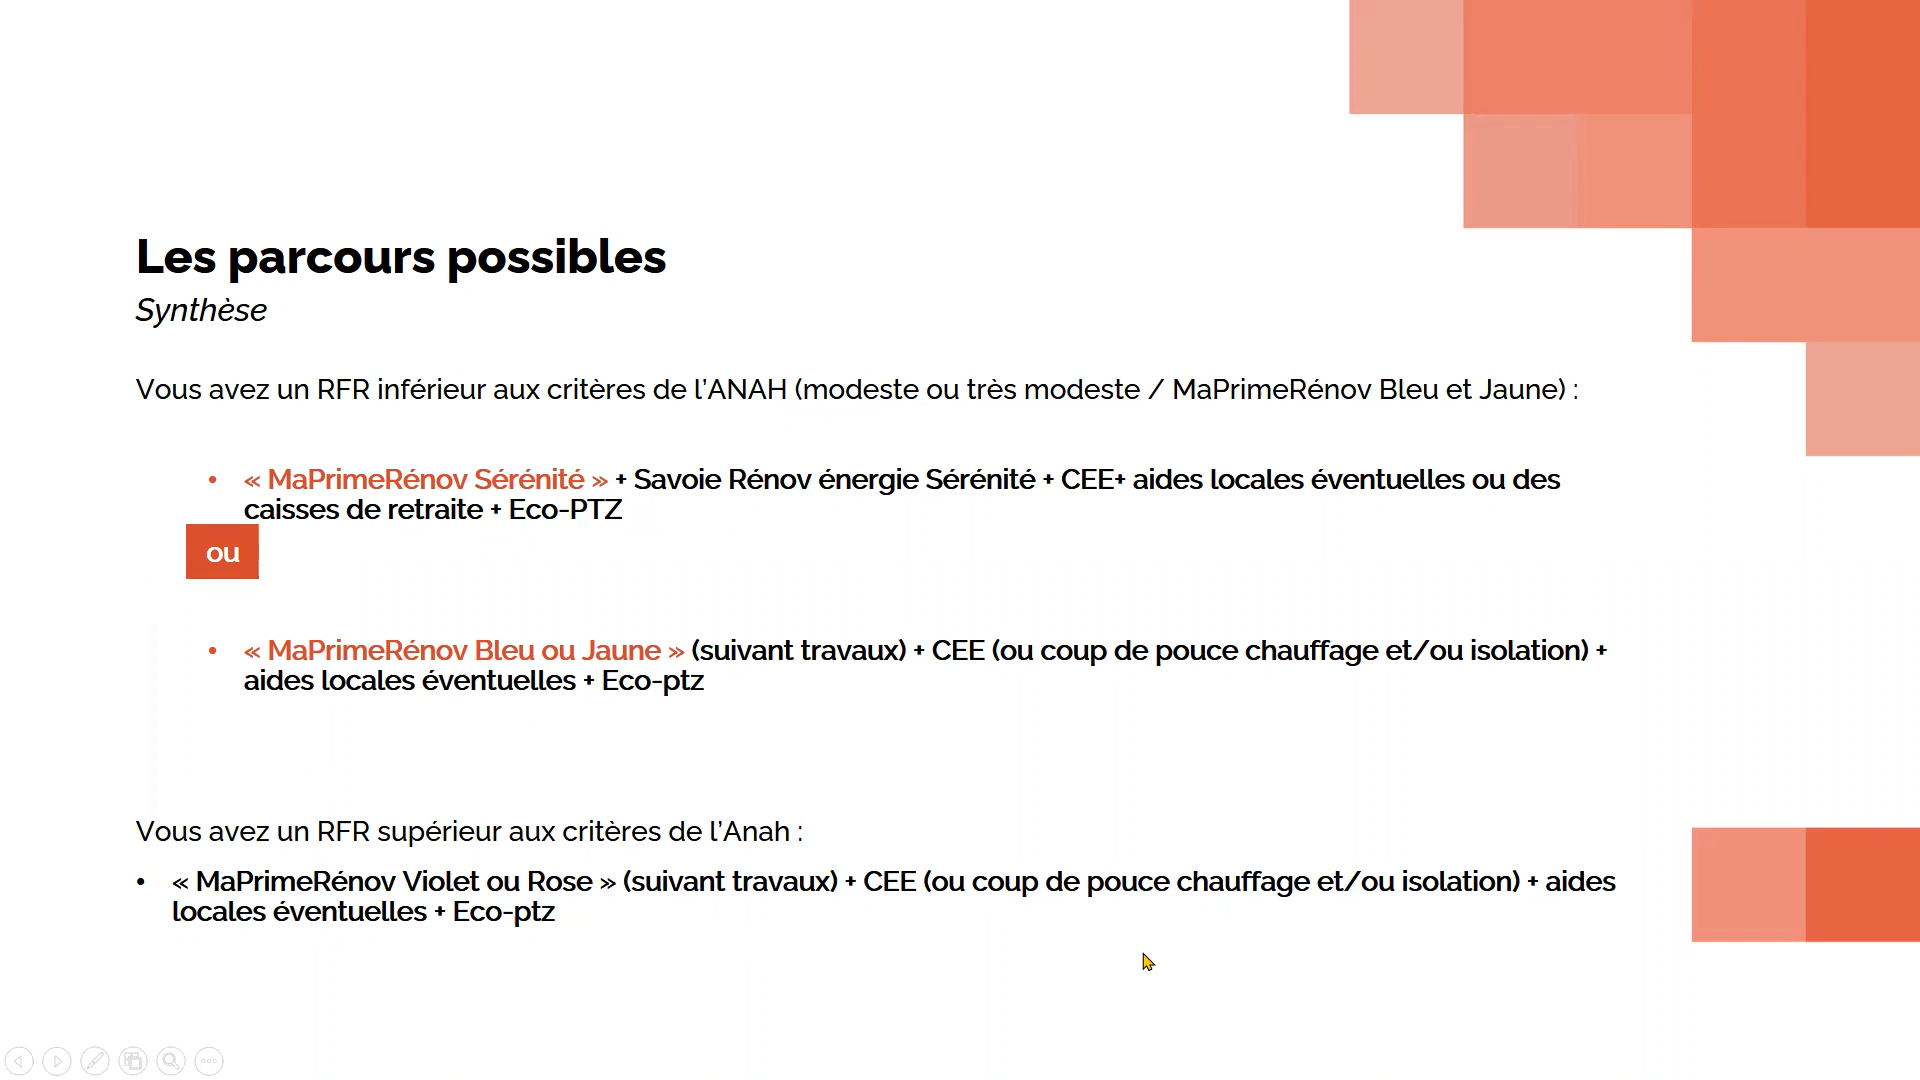 Les parcours possibles
Synthèse
Vous avez un RFR inférieur aux critères de l’ANAH (modeste ou très modeste / MaPrimeRénov Bleu et Jaune) :
• « MaPrimeRénov Sérénité » + Savoie Rénov énergie Sérénité + CEE+ aides locales éventuelles ou des
caisses de retraite + Eco-PTZ
ou
• « MaPrimeRénov Bleu ou Jaune » (suivant travaux) + CEE (ou coup de pouce chauffage et/ou isolation) +
aides locales éventuelles + Eco-ptz
Vous avez un RFR supérieur aux critères de l’Anah :
• « MaPrimeRénov Violet ou Rose » (suivant travaux) + CEE (ou coup de pouce chauffage et/ou isolation) + aides
locales éventuelles + Eco-ptz